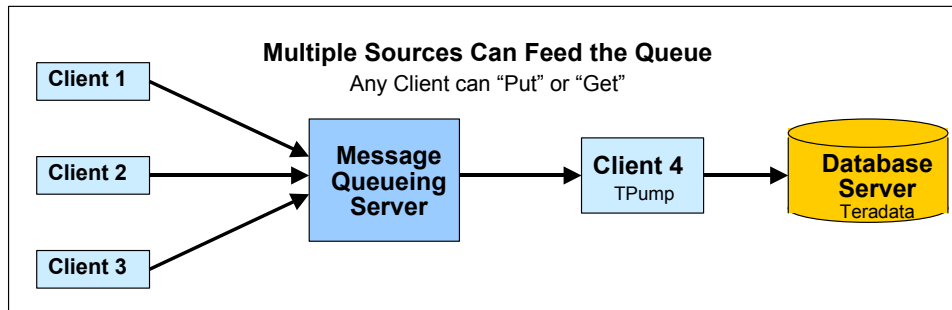 Multiple Sources Can Feed the Queue
Any Client can “Put” or “Get”
Client 1
Client 2
Client 3
Message
Queueing
Server
Client 4
TPump
Database
Server
Teradata